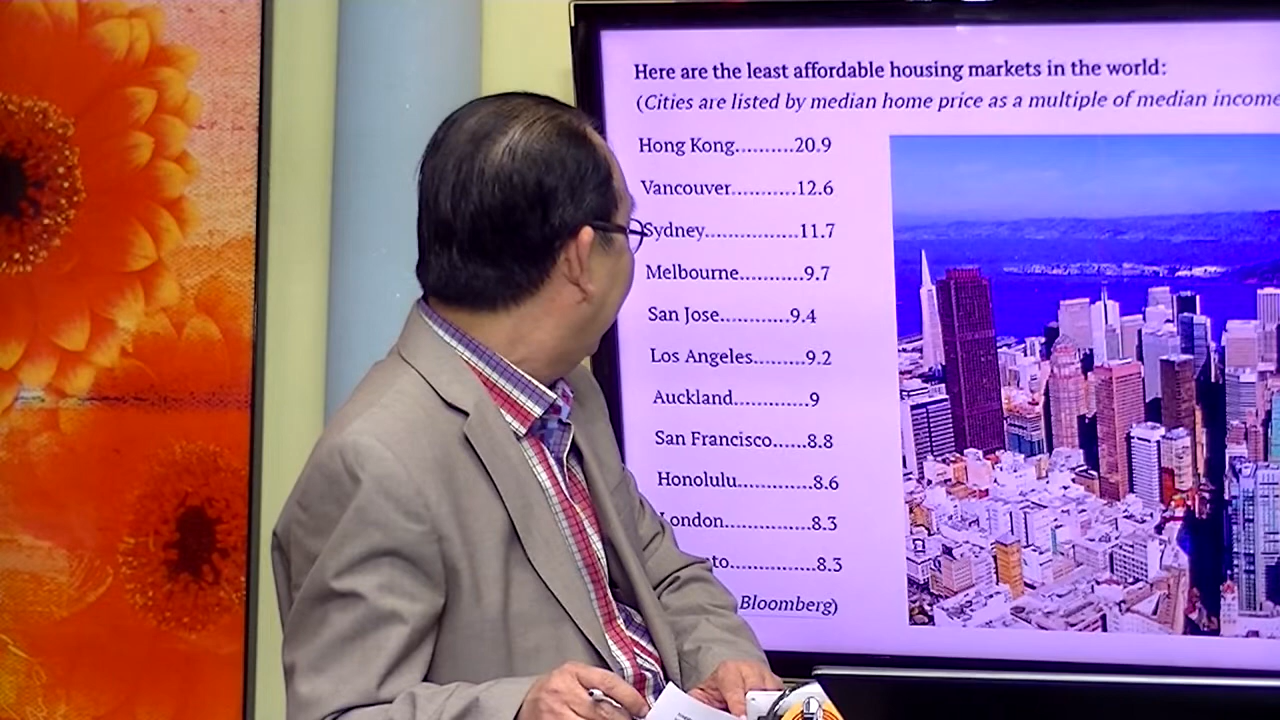 Here are the least affordable housing markets in the world:
(Cities are listed by median home price as a multiple of median income
Hong Kong..........20.9
Vancouver...........12.6
Sydney................11.7
Melbourne...........9.7
San Jose............9.4
Los Angeles........9.2
Auckland.............9
San Francisco......8.8
Honolulu.............8.6
London...............8.3
to...............8.3
Bloomberg)